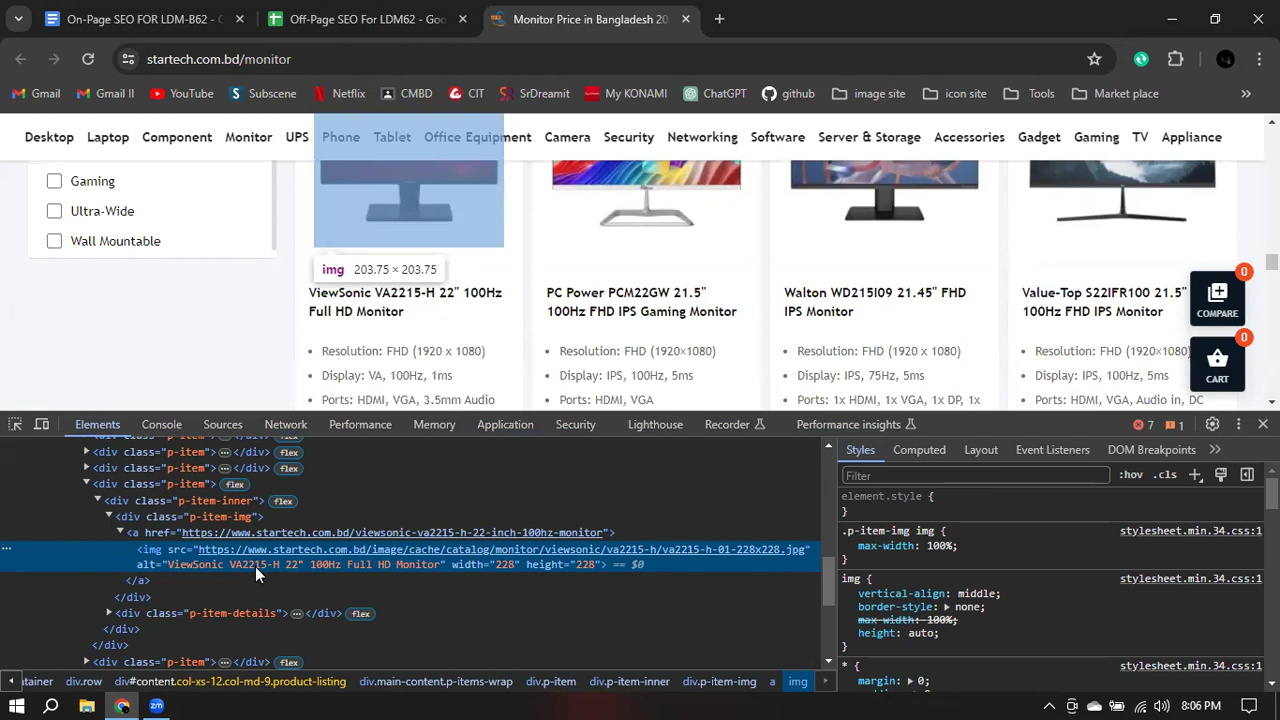 On-Page SEO FOR LDM-B62 - G
Off-Page SEO For LDM62 - Goo
Monitor Price in Bangladesh 20
startech.com.bd/monitor
Gmail
Gmail II
YouTube
Subscene
Netflix
CMBD
CIT
SrDreamit
My KONAMI
ChatGPT
github
image site
icon site
Tools
Market place
Desktop Laptop Component Monitor UPS Phone Tablet Office Equipment Camera Security Networking Software Server & Storage Accessories Gadget Gaming TV Appliance
Gaming
Ultra-Wide
Wall Mountable
img 203.75 × 203.75
ViewSonic VA2215-H 22" 100Hz
Full HD Monitor
Resolution: FHD (1920 x 1080)
Display: VA, 100Hz, 1ms
Ports: HDMI, VGA, 3.5mm Audio
PC Power PCM22GW 21.5"
100Hz FHD IPS Gaming Monitor
Resolution: FHD (1920×1080)
Display: IPS, 100Hz, 5ms
Ports: HDMI, VGA
Walton WD215I09 21.45" FHD
IPS Monitor
Resolution: FHD (1920 x 1080)
Display: IPS, 75Hz, 5ms
Ports: 1x HDMI, 1x VGA, 1x DP, 1x
Value-Top S22IFR100 21.5"
100Hz FHD IPS Monitor
Resolution: FHD (1920×1080)
Display: IPS, 100Hz, 5ms
Ports: HDMI, VGA, Audio in, DC
0
COMPARE
0
CART
Elements Console Sources Network Performance Memory Application Security Lighthouse Recorder Performance insights 7 1
<div class="p-item"> … </div> flex
<div class="p-item"> … </div> flex
<div class="p-item"> flex
<div class="p-item-inner"> flex
<div class="p-item-img">
<a href="https://www.startech.com.bd/viewsonic-va2215-h-22-inch-100hz-monitor">
<img src="https://www.startech.com.bd/image/cache/catalog/monitor/viewsonic/va2215-h/va2215-h-01-228x228.jpg"
alt="ViewSonic VA2215-H 22" 100Hz Full HD Monitor" width="228" height="228"> == $0
</a>
</div>
<div class="p-item-details"> … </div> flex
</div>
</div>
<div class="p-item"> … </div> flex
ntainer div.row div#content.col-xs-12.col-md-9.product-listing div.main-content.p-items-wrap div.p-item div.p-item-inner div.p-item-img a img
Styles Computed Layout Event Listeners DOM Breakpoints
Filter :hov .cls
element.style {
}
.p-item-img img { stylesheet.min.34.css:1
max-width: 100%;
}
img { stylesheet.min.34.css:1
vertical-align: middle;
border-style: none;
max-width: 100%;
height: auto;
}
* { stylesheet.min.34.css:1
margin: 0;
zm
8:06 PM